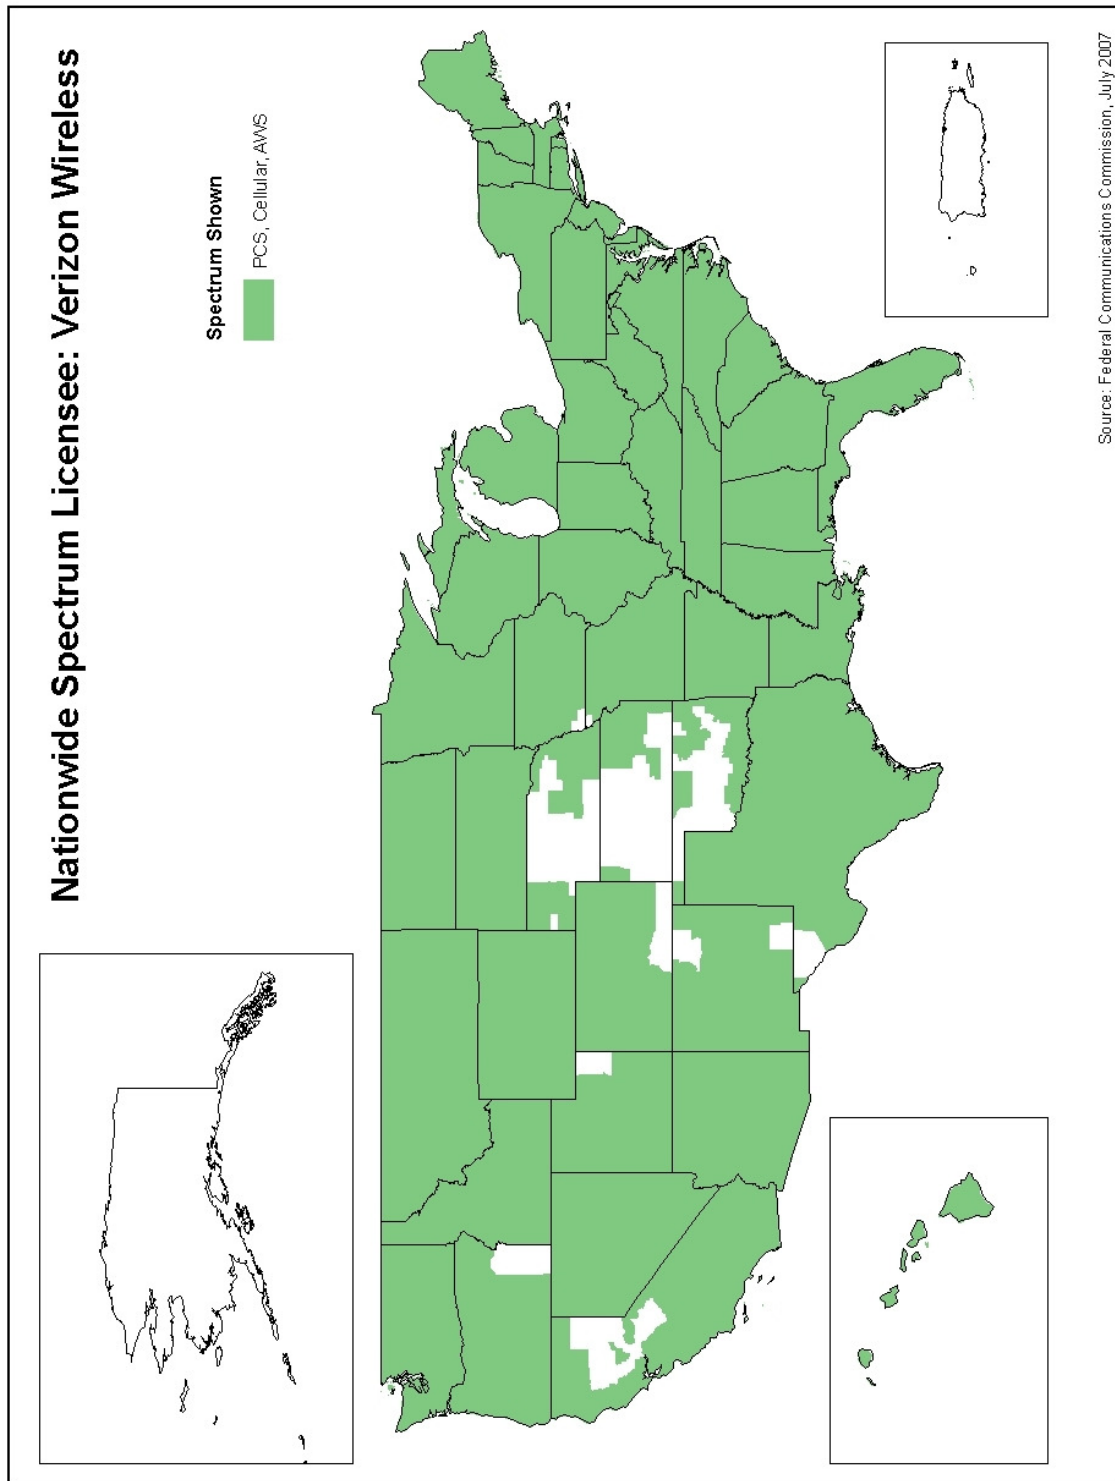 Nationwide Spectrum Licensee: Verizon Wireless
Spectrum Shown
PCS, Cellular, AWS
Source: Federal Communications Commission, July 2007